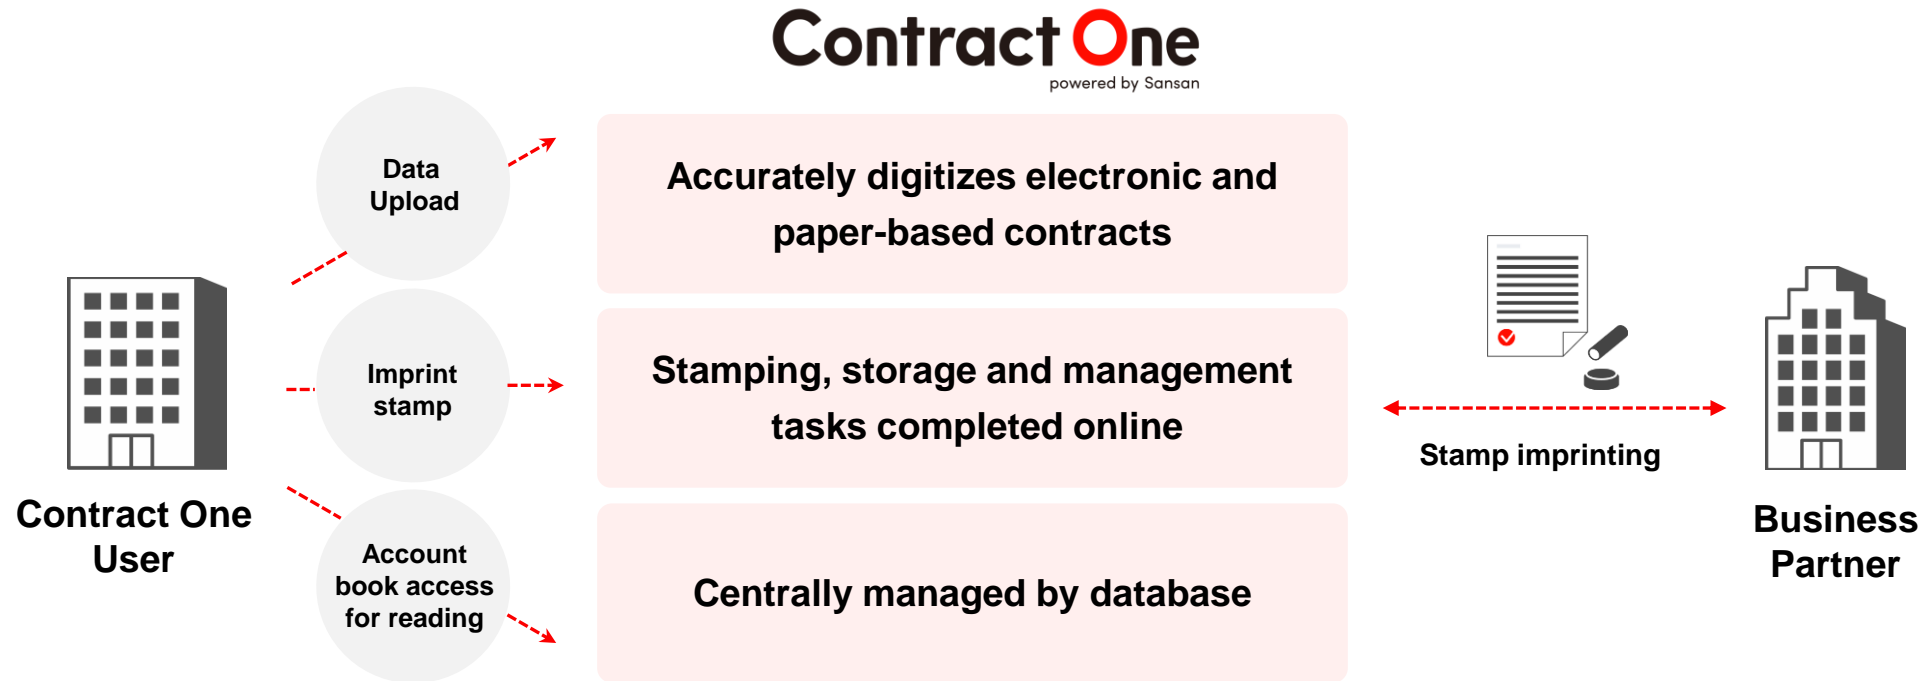 Contract One
powered by Sansan
Data
Upload
Accurately digitizes electronic and
paper-based contracts
Imprint
stamp
Stamping, storage and management
tasks completed online
Stamp imprinting
Contract One
User
Account
book access
for reading
Centrally managed by database
Business
Partner